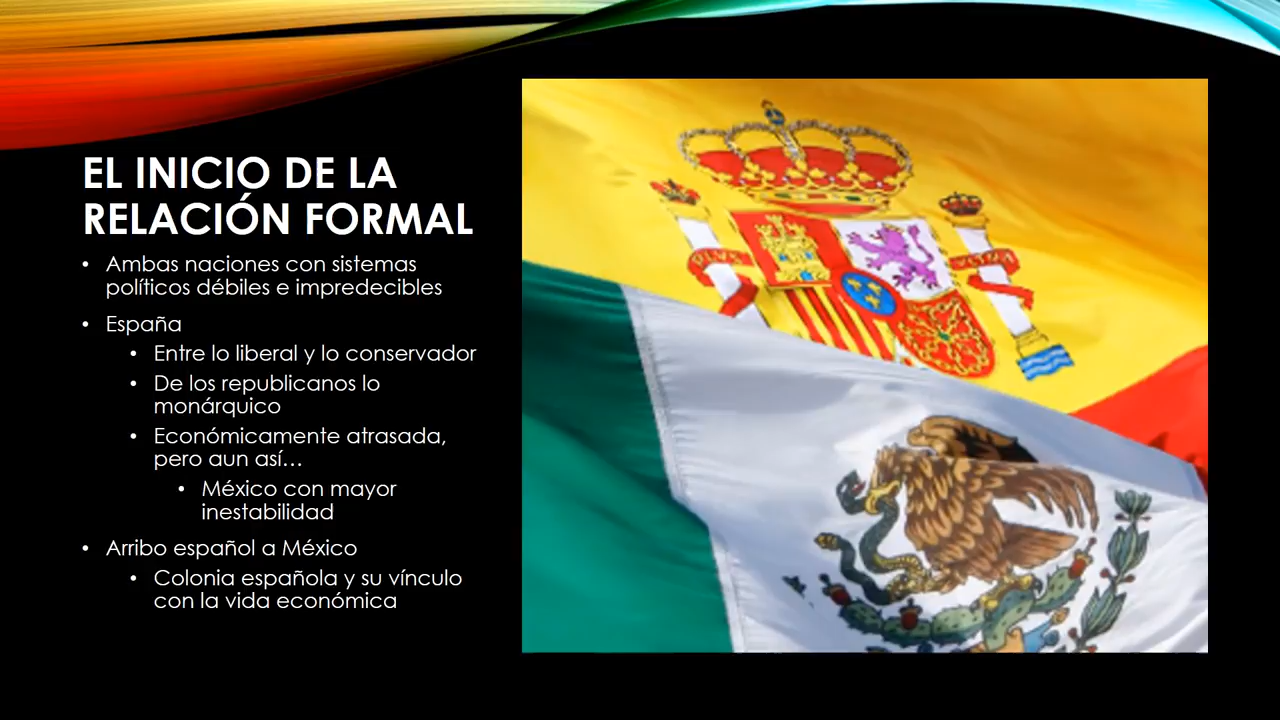 EL INICIO DE LA
RELACIÓN FORMAL
• Ambas naciones con sistemas
políticos débiles e impredecibles
• España
• Entre lo liberal y lo conservador
• De los republicanos lo
monárquico
• Económicamente atrasada,
pero aun así…
• México con mayor
inestabilidad
• Arribo español a México
• Colonia española y su vínculo
con la vida económica